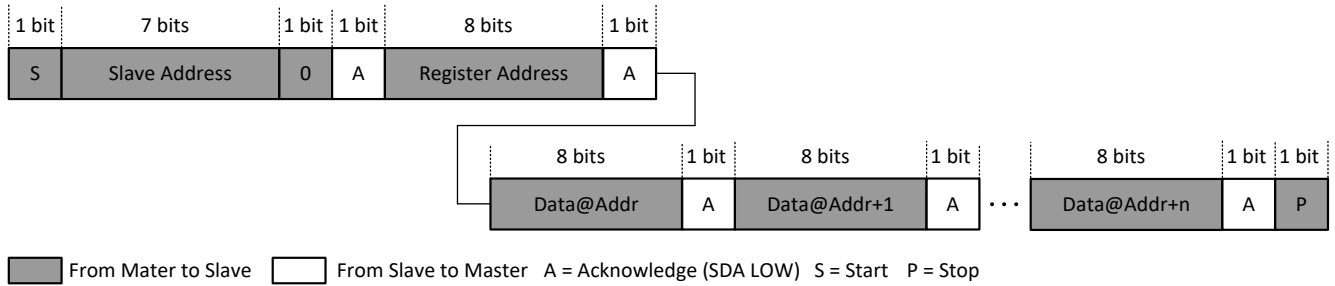 1 bit 7 bits 1 bit 1 bit 8 bits 1 bit
S Slave Address 0 A Register Address A
8 bits 1 bit 8 bits 1 bit 8 bits 1 bit 1 bit
Data@Addr A Data@Addr+1 A ··· Data@Addr+n A P
From Mater to Slave From Slave to Master A = Acknowledge (SDA LOW) S = Start P = Stop